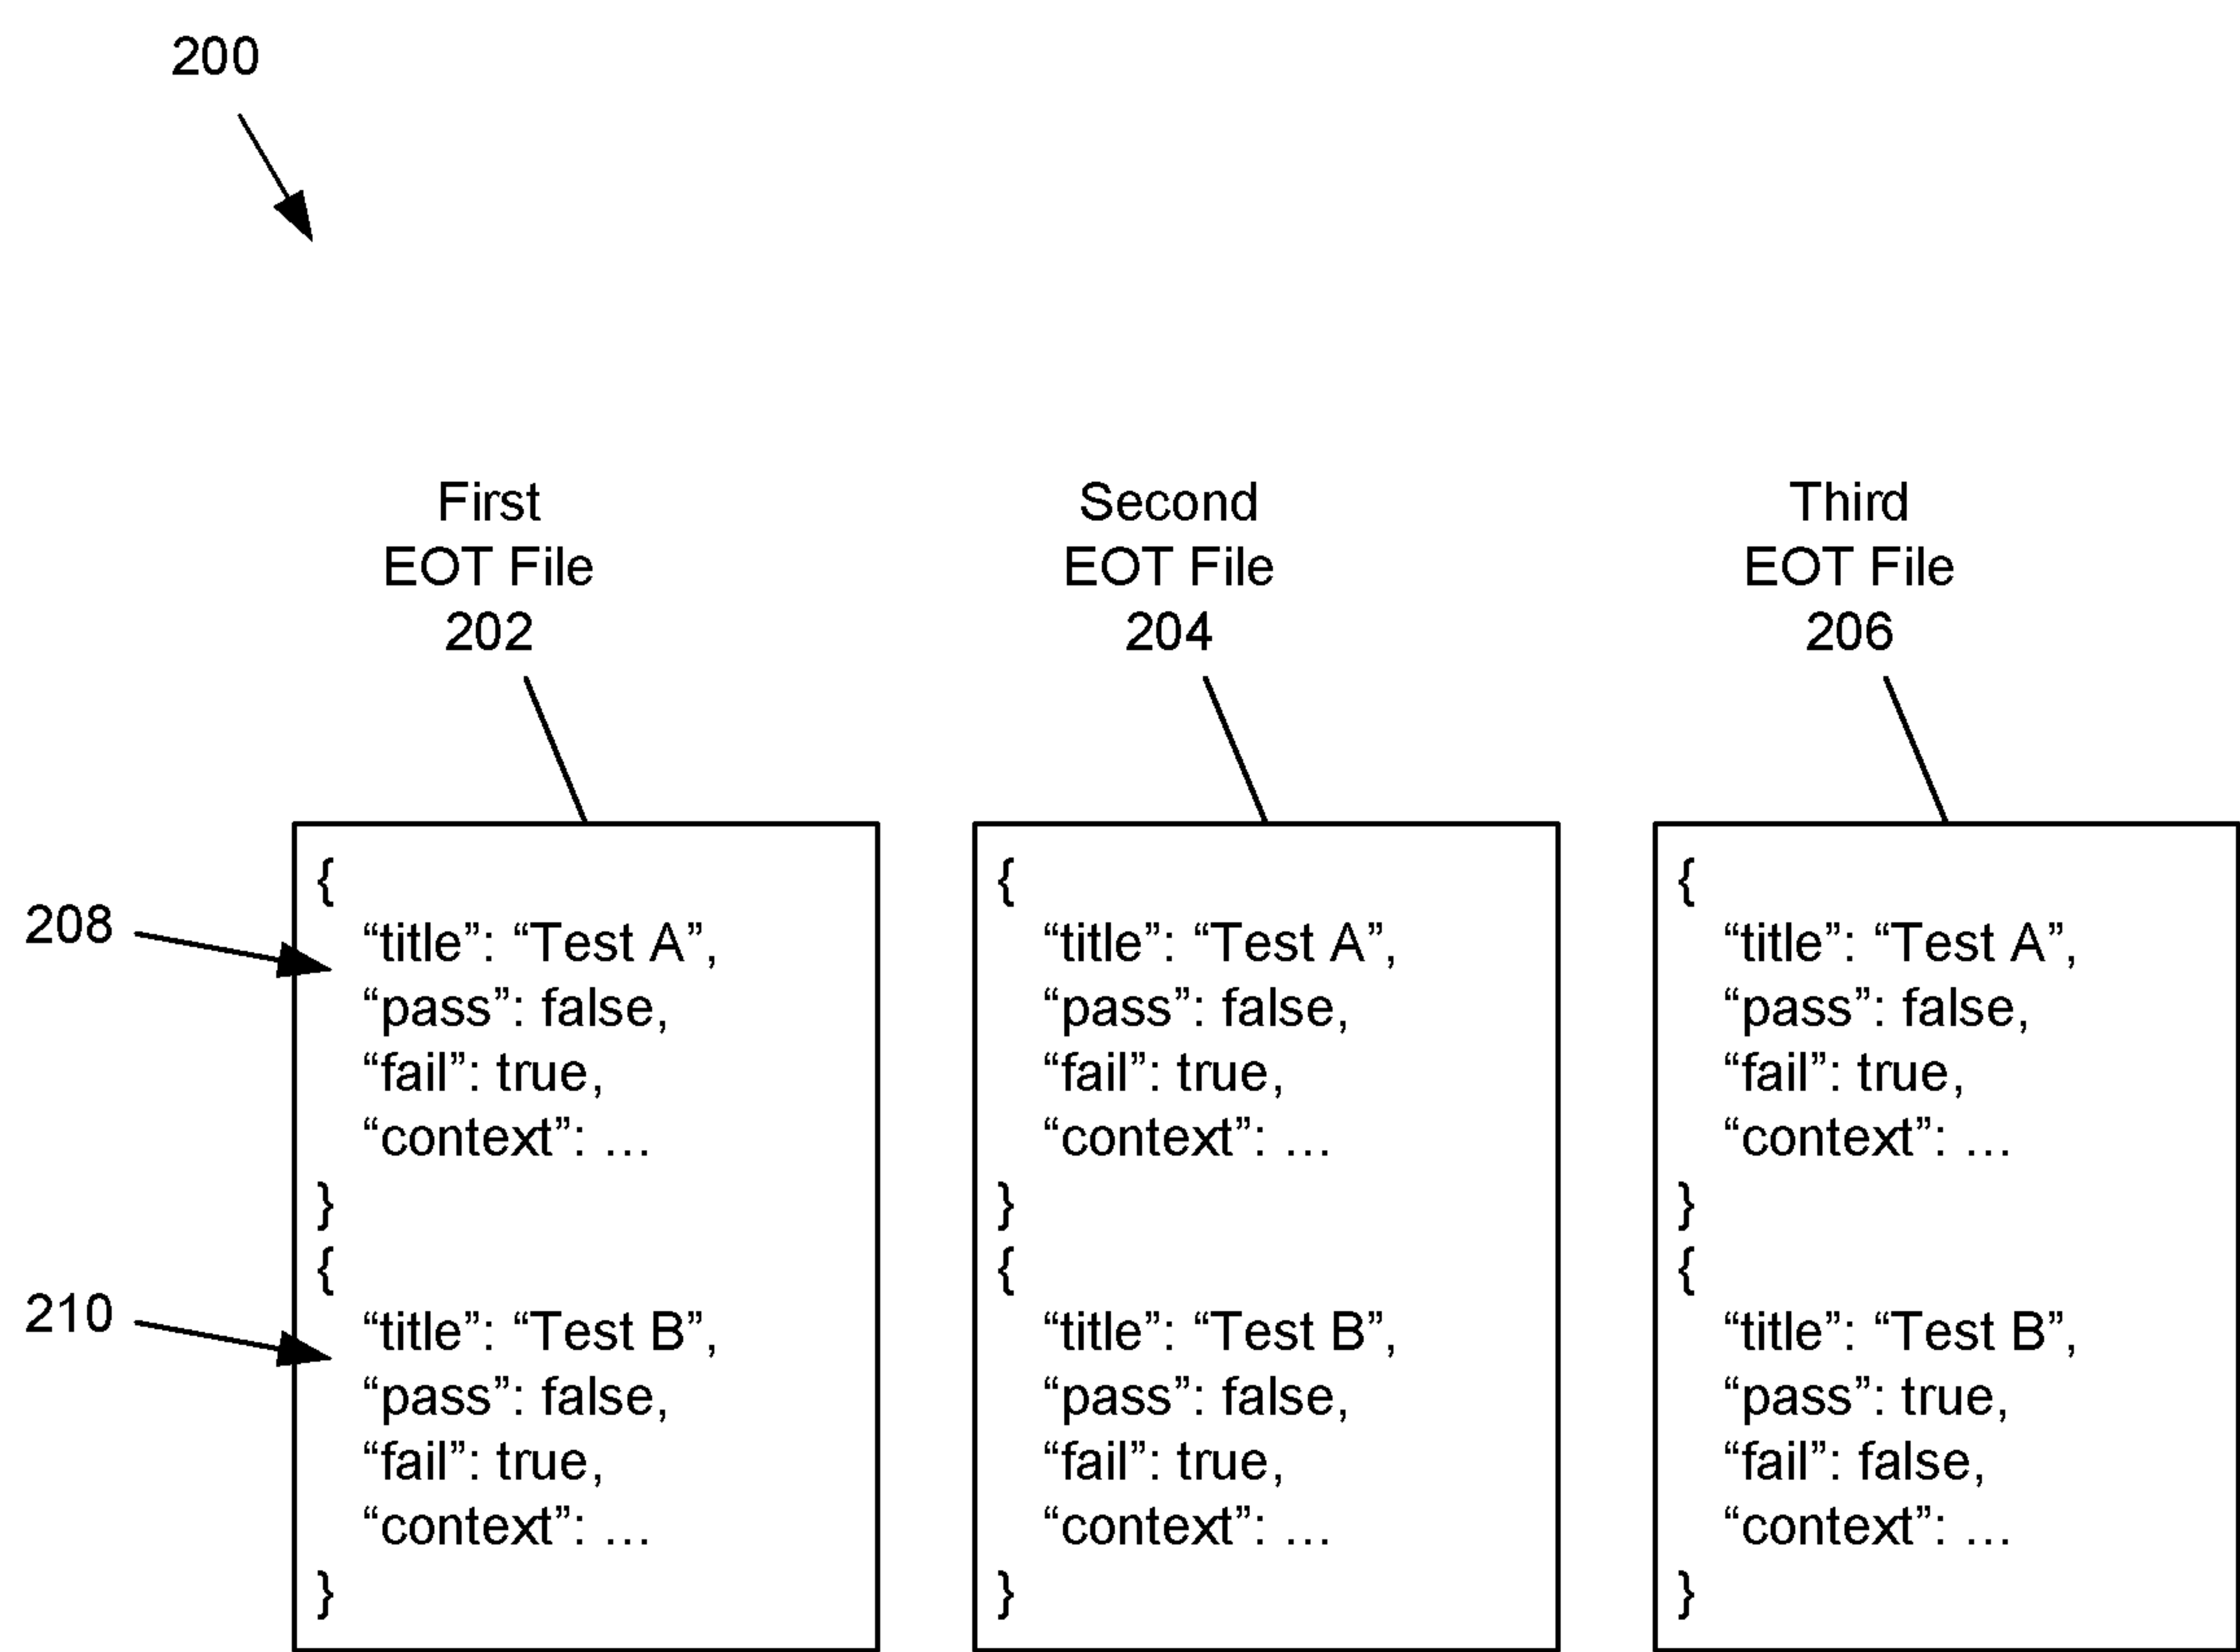 200
First
EOT File
202
Second
EOT File
204
Third
EOT File
206
208
210
{
“title”: “Test A”,
“pass”: false,
“fail”: true,
“context”: ...
}
{
“title”: “Test B”,
“pass”: false,
“fail”: true,
“context”: ...
}
{
“title”: “Test A”,
“pass”: false,
“fail”: true,
“context”: ...
}
{
“title”: “Test B”,
“pass”: false,
“fail”: true,
“context”: ...
}
{
“title”: “Test A”,
“pass”: false,
“fail”: true,
“context”: ...
}
{
“title”: “Test B”,
“pass”: true,
“fail”: false,
“context”: ...
}